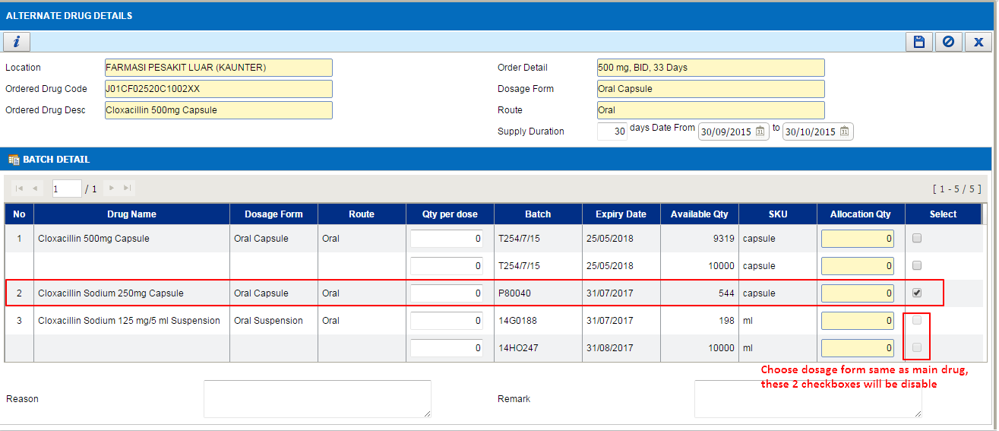 ALTERNATE DRUG DETAILS
i X
Location FARMASI PESAKIT LUAR (KAUNTER) Order Detail 500 mg, BID, 33 Days
Ordered Drug Code J01CF02520C1002XX Dosage Form Oral Capsule
Ordered Drug Desc Cloxacillin 500mg Capsule Route Oral
Supply Duration 30 days Date From 30/09/2015 31 to 30/10/2015 31
BATCH DETAIL
1 / 1 [ 1 - 5 / 5 ]
No Drug Name Dosage Form Route Qty per dose Batch Expiry Date Available Qty SKU Allocation Qty Select
1 Cloxacillin 500mg Capsule Oral Capsule Oral 0 T254/7/15 25/05/2018 9319 capsule 0
0 T254/7/15 25/05/2018 10000 capsule 0
2 Cloxacillin Sodium 250mg Capsule Oral Capsule Oral 0 P80040 31/07/2017 544 capsule 0
3 Cloxacillin Sodium 125 mg/5 ml Suspension Oral Suspension Oral 0 14G0188 31/07/2017 198 ml 0
0 14HO247 31/08/2017 10000 ml 0
Choose dosage form same as main drug,
these 2 checkboxes will be disable
Reason Remark